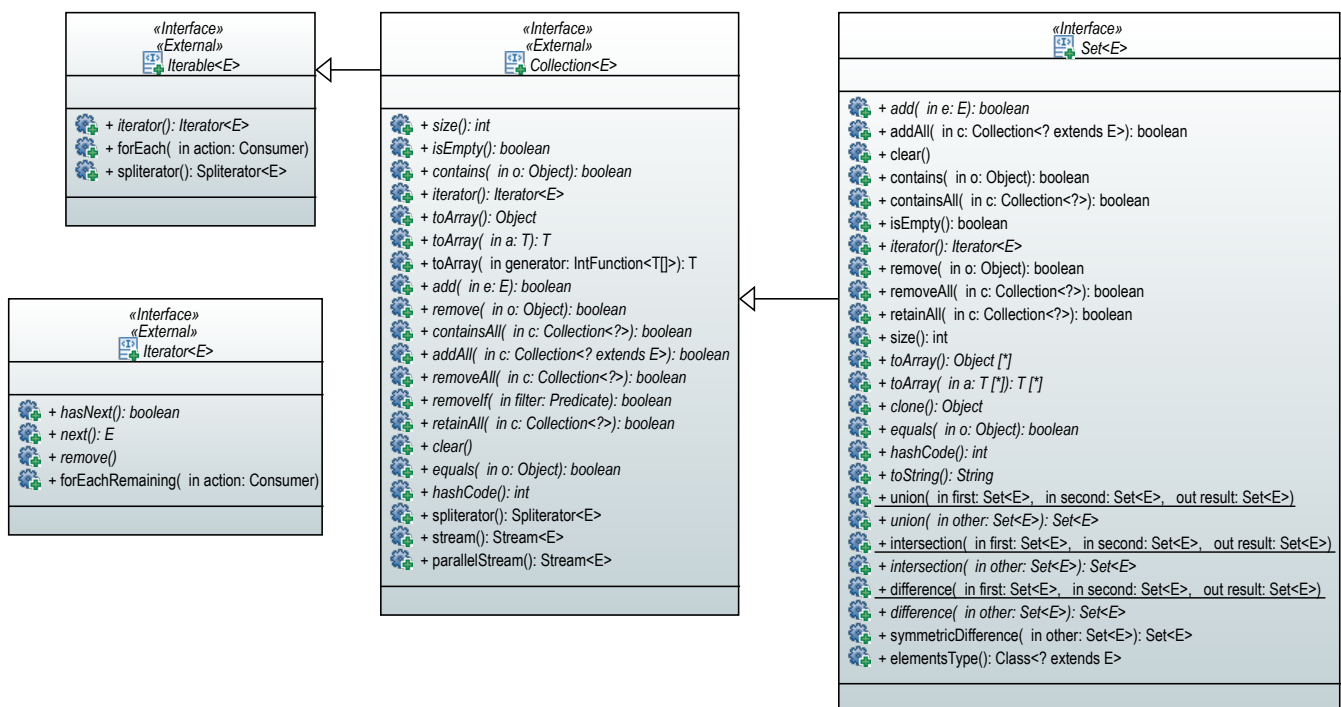 «Interface»
«External»
Iterable<E>
+ iterator(): Iterator<E>
+ forEach( in action: Consumer)
+ spliterator(): Spliterator<E>
«Interface»
«External»
Iterator<E>
+ hasNext(): boolean
+ next(): E
+ remove()
+ forEachRemaining( in action: Consumer)
«Interface»
«External»
Collection<E>
+ size(): int
+ isEmpty(): boolean
+ contains( in o: Object): boolean
+ iterator(): Iterator<E>
+ toArray(): Object
+ toArray( in a: T): T
+ toArray( in generator: IntFunction<T[]>): T
+ add( in e: E): boolean
+ remove( in o: Object): boolean
+ containsAll( in c: Collection<?>): boolean
+ addAll( in c: Collection<? extends E>): boolean
+ removeAll( in c: Collection<?>): boolean
+ removeIf( in filter: Predicate): boolean
+ retainAll( in c: Collection<?>): boolean
+ clear()
+ equals( in o: Object): boolean
+ hashCode(): int
+ spliterator(): Spliterator<E>
+ stream(): Stream<E>
+ parallelStream(): Stream<E>
«Interface»
Set<E>
+ add( in e: E): boolean
+ addAll( in c: Collection<? extends E>): boolean
+ clear()
+ contains( in o: Object): boolean
+ containsAll( in c: Collection<?>): boolean
+ isEmpty(): boolean
+ iterator(): Iterator<E>
+ remove( in o: Object): boolean
+ removeAll( in c: Collection<?>): boolean
+ retainAll( in c: Collection<?>): boolean
+ size(): int
+ toArray(): Object [*]
+ toArray( in a: T [*]): T [*]
+ clone(): Object
+ equals( in o: Object): boolean
+ hashCode(): int
+ toString(): String
+ union( in first: Set<E>, in second: Set<E>, out result: Set<E>)
+ union( in other: Set<E>): Set<E>
+ intersection( in first: Set<E>, in second: Set<E>, out result: Set<E>)
+ intersection( in other: Set<E>): Set<E>
+ difference( in first: Set<E>, in second: Set<E>, out result: Set<E>)
+ difference( in other: Set<E>): Set<E>
+ symmetricDifference( in other: Set<E>): Set<E>
+ elementsType(): Class<? extends E>